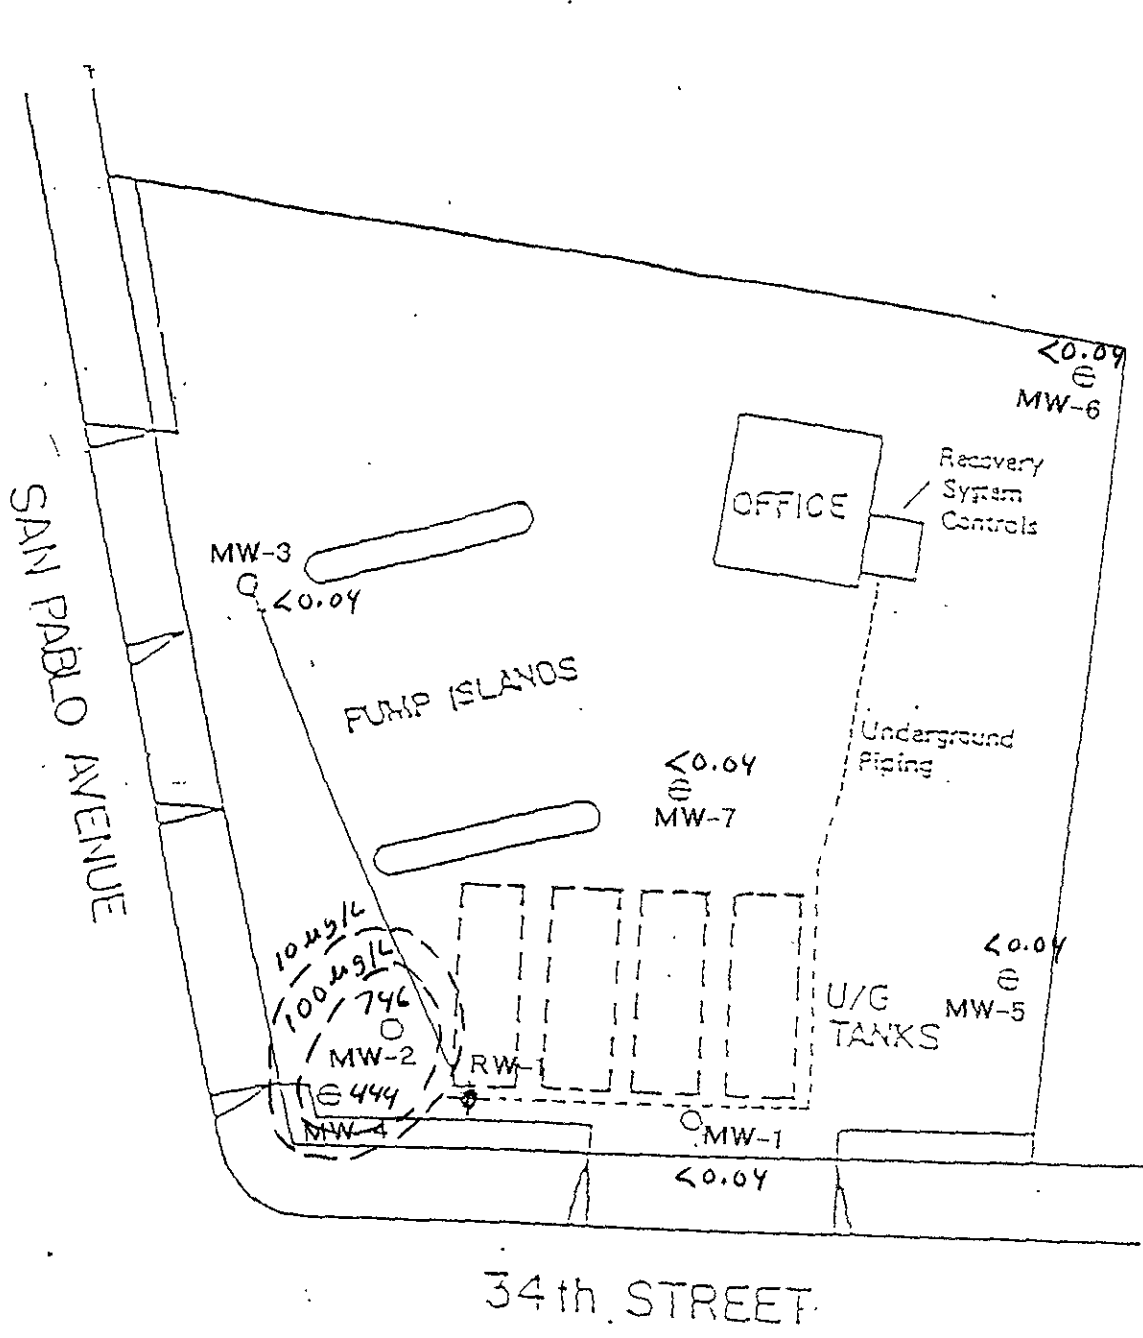 <0.04
MW-6
Recovery
System
Controls
OFFICE
MW-3
<0.04
SAN PABLO AVENUE
PUMP ISLANDS
Underground
Piping
<0.04
MW-7
10 µg/L
100 µg/L
746
MW-2
444
MW-4
RW-1
U/G
TANKS
<0.04
MW-5
MW-1
<0.04
34th STREET